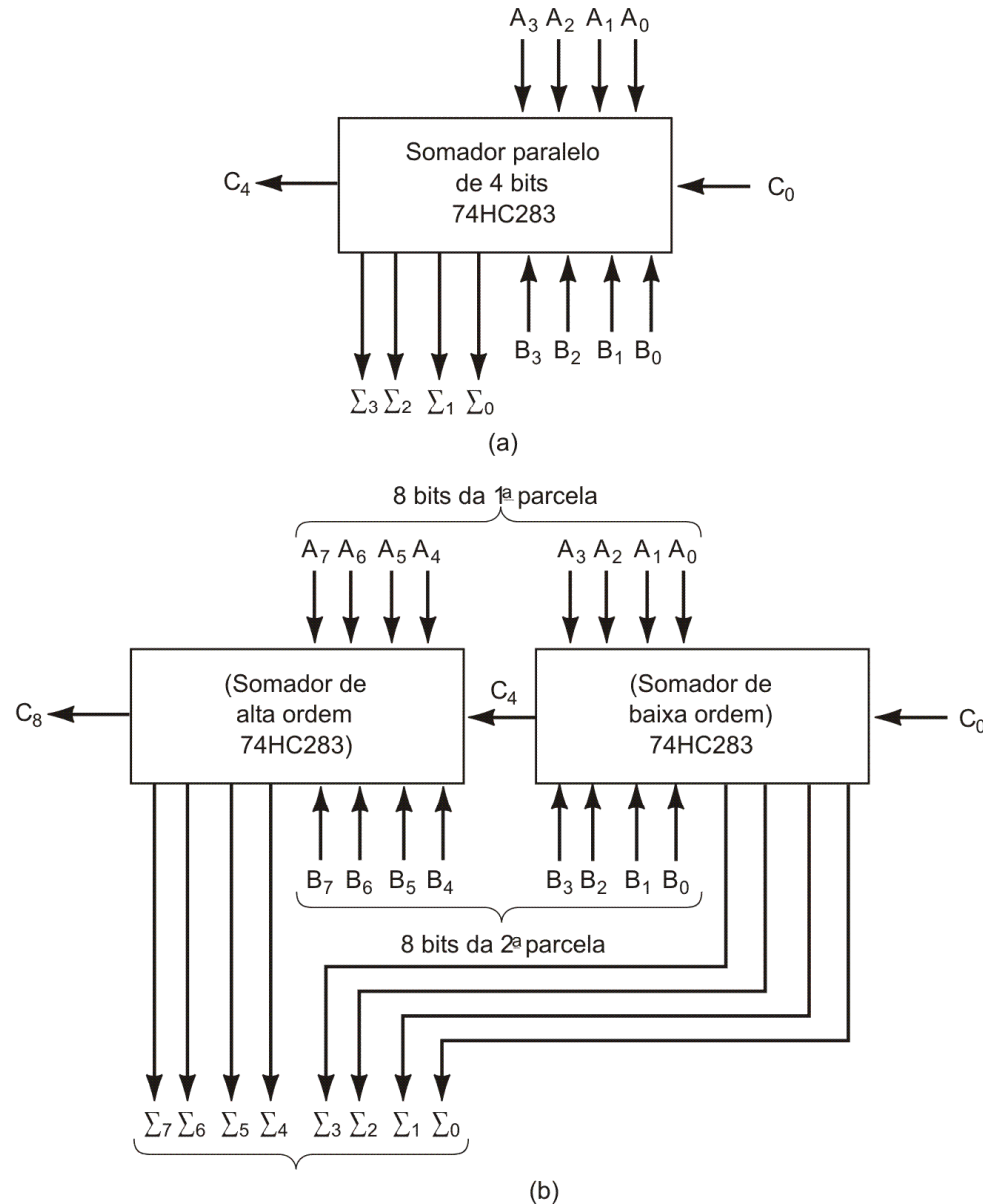 A3 A2 A1 A0
Somador paralelo
de 4 bits
74HC283
C4
C0
B3 B2 B1 B0
∑3 ∑2 ∑1 ∑0
(a)
8 bits da 1ª parcela
A7 A6 A5 A4
A3 A2 A1 A0
(Somador de
alta ordem
74HC283)
C8
C4
(Somador de
baixa ordem)
74HC283
C0
B7 B6 B5 B4
B3 B2 B1 B0
8 bits da 2ª parcela
∑7 ∑6 ∑5 ∑4 ∑3 ∑2 ∑1 ∑0
(b)